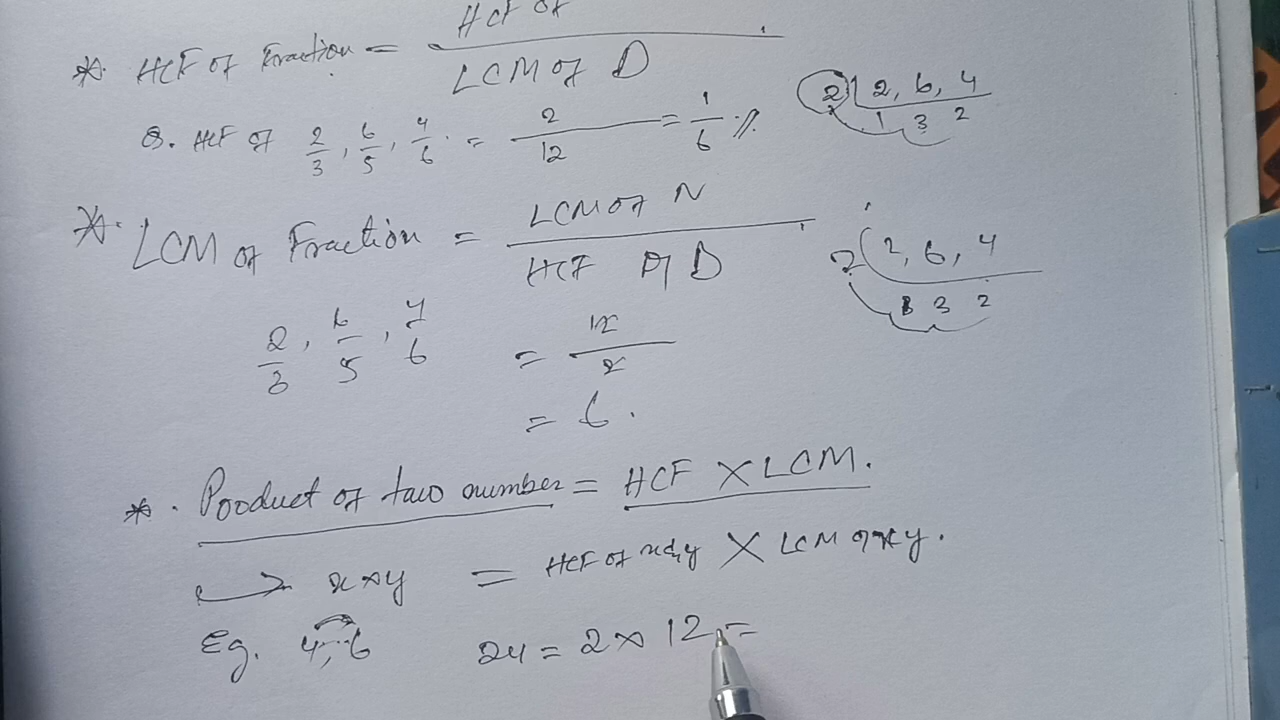 *. HCF of Fraction = HCF of / LCM of D
Q. HCF of 2/3, 6/5, 4/6 . = 2/12 = 1/6 //.
2 | 2, 6, 4
1 3 2
*. LCM of Fraction = LCM of N / HCF of D
2 ( 2, 6, 4
3 2
2/3, 6/5, 4/6 = 12/2
= 6.
*. Product of two number = HCF × LCM.
x × y = HCF of x & y × LCM of x y.
Eg. 4, 6 24 = 2 × 12 =